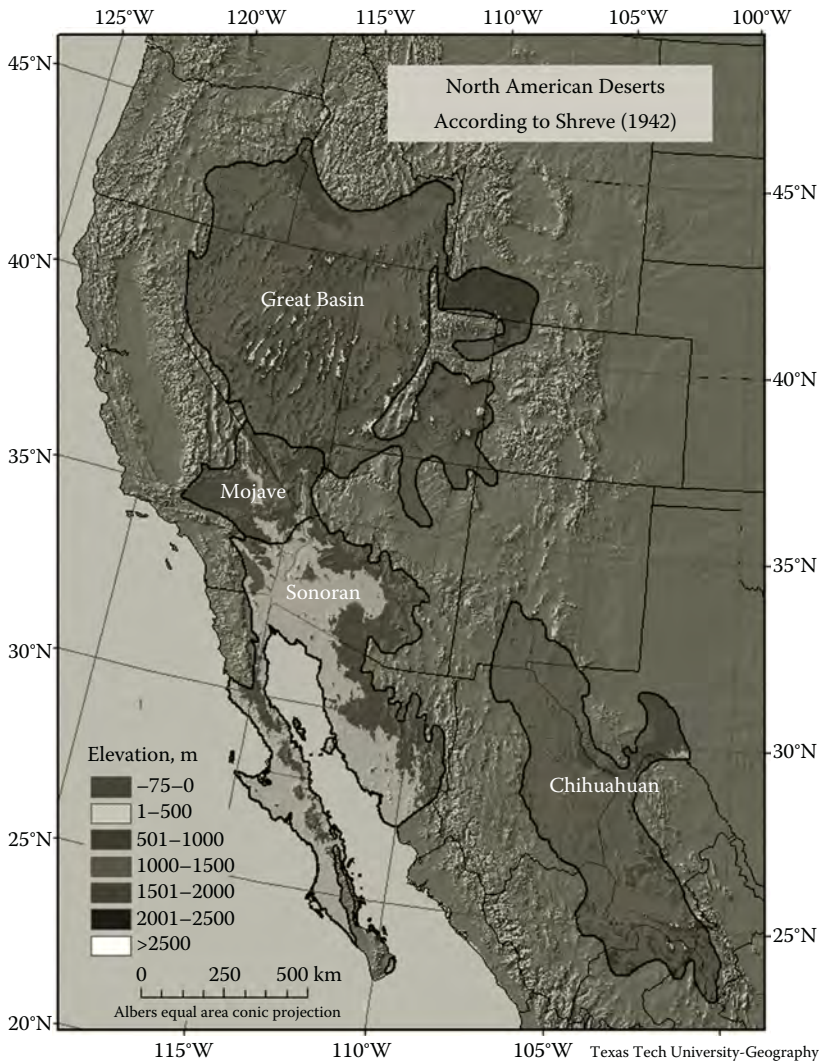 125°W 120°W 115°W 110°W 105°W 100°W
45°N
North American Deserts
According to Shreve (1942)
45°N
40°N
Great Basin
40°N
35°N
Mojave
35°N
Sonoran
30°N
30°N
Elevation, m
Chihuahuan
–75–0
1–500
25°N
501–1000
1000–1500
1501–2000
2001–2500
25°N
>2500
0 250 500 km
Albers equal area conic projection
20°N
115°W 110°W 105°W
Texas Tech University-Geography